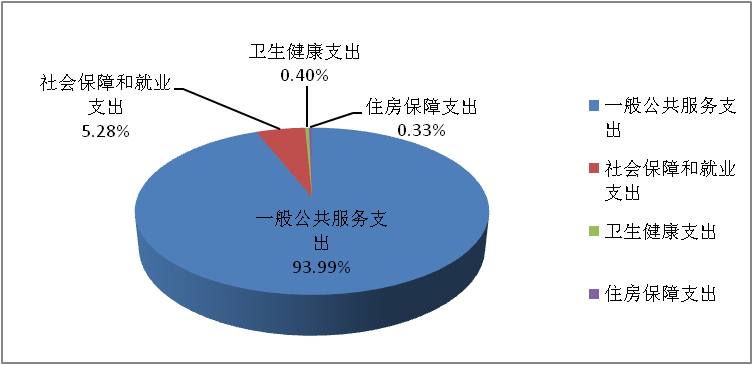 卫生健康支出
0.40%
社会保障和就业
支出
5.28%
住房保障支出
0.33%
一般公共服务支
出
93.99%
一般公共服务支
出
社会保障和就业
支出
卫生健康支出
住房保障支出